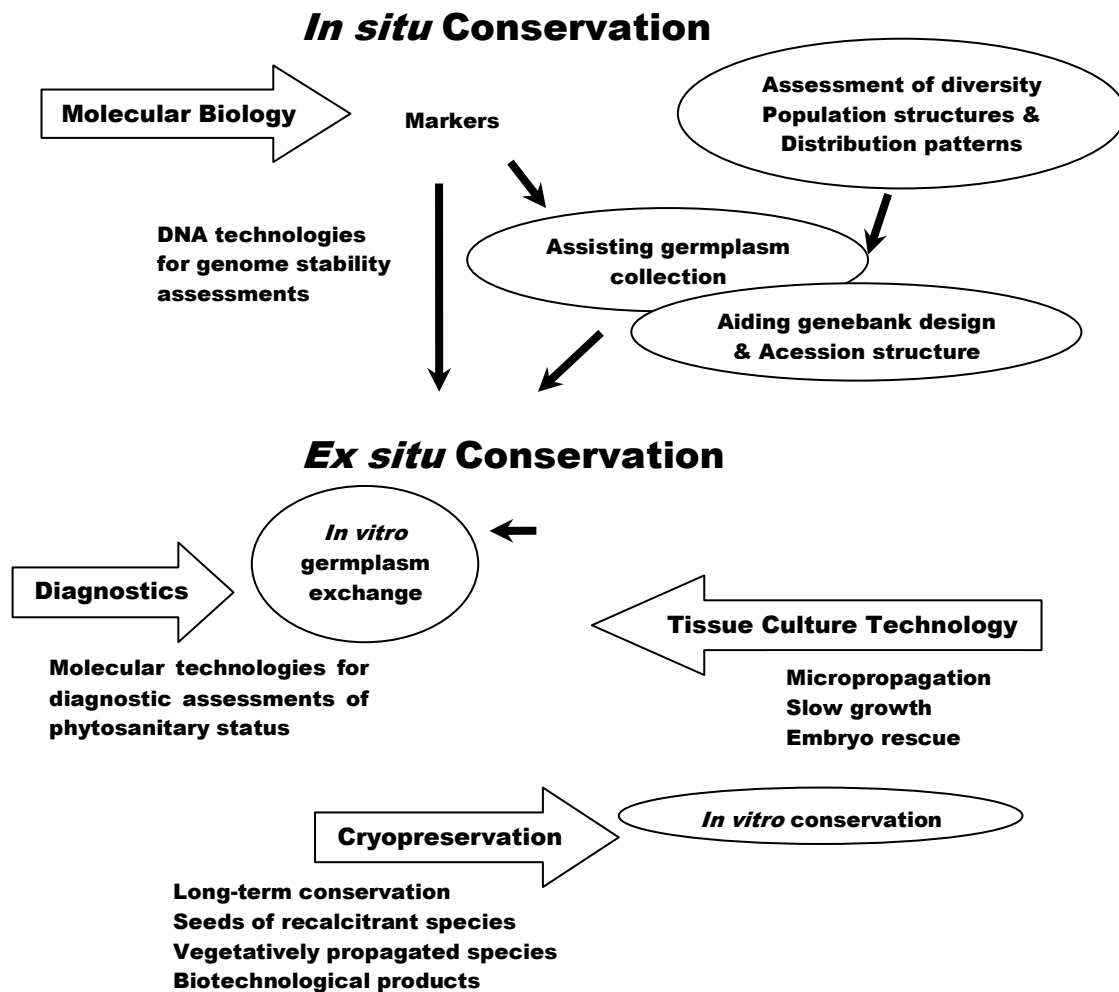 In situ Conservation
Molecular Biology
Markers
Assessment of diversity
Population structures &
Distribution patterns
DNA technologies
for genome stability
assessments
Assisting germplasm
collection
Aiding genebank design
& Acession structure
Ex situ Conservation
In vitro
germplasm
exchange
Diagnostics
Molecular technologies for
diagnostic assessments of
phytosanitary status
Tissue Culture Technology
Micropropagation
Slow growth
Embryo rescue
Cryopreservation
In vitro conservation
Long-term conservation
Seeds of recalcitrant species
Vegetatively propagated species
Biotechnological products